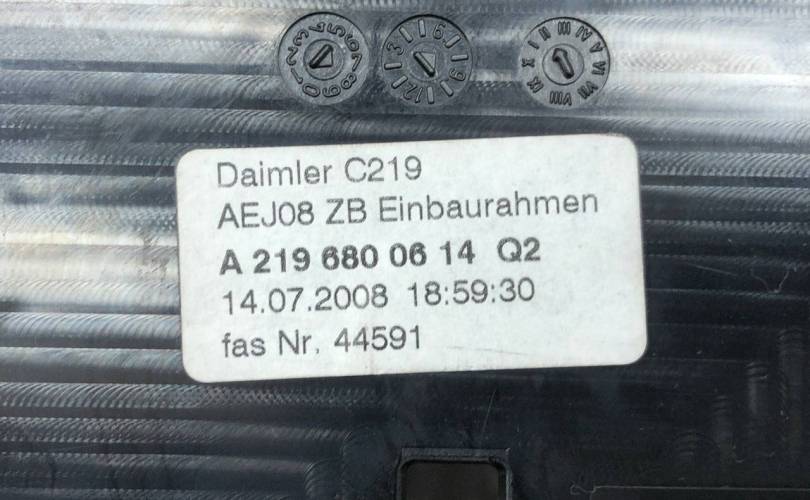 Daimler C219
AEJ08 ZB Einbaurahmen
A 219 680 06 14 Q2
14.07.2008 18:59:30
fas Nr. 44591